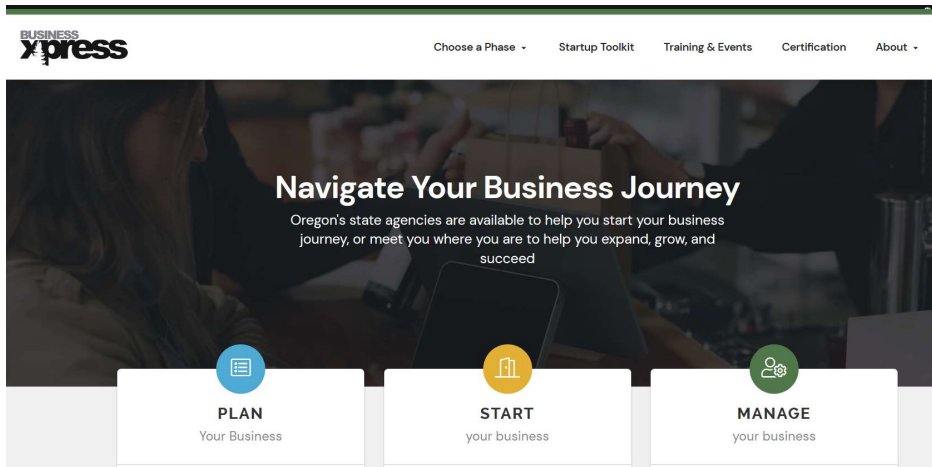 BUSINESS
Xpress
Choose a Phase
Startup Toolkit
Training & Events
Certification
About
Navigate Your Business Journey
Oregon's state agencies are available to help you start your business
journey, or meet you where you are to help you expand, grow, and
succeed
PLAN
Your Business
START
your business
MANAGE
your business